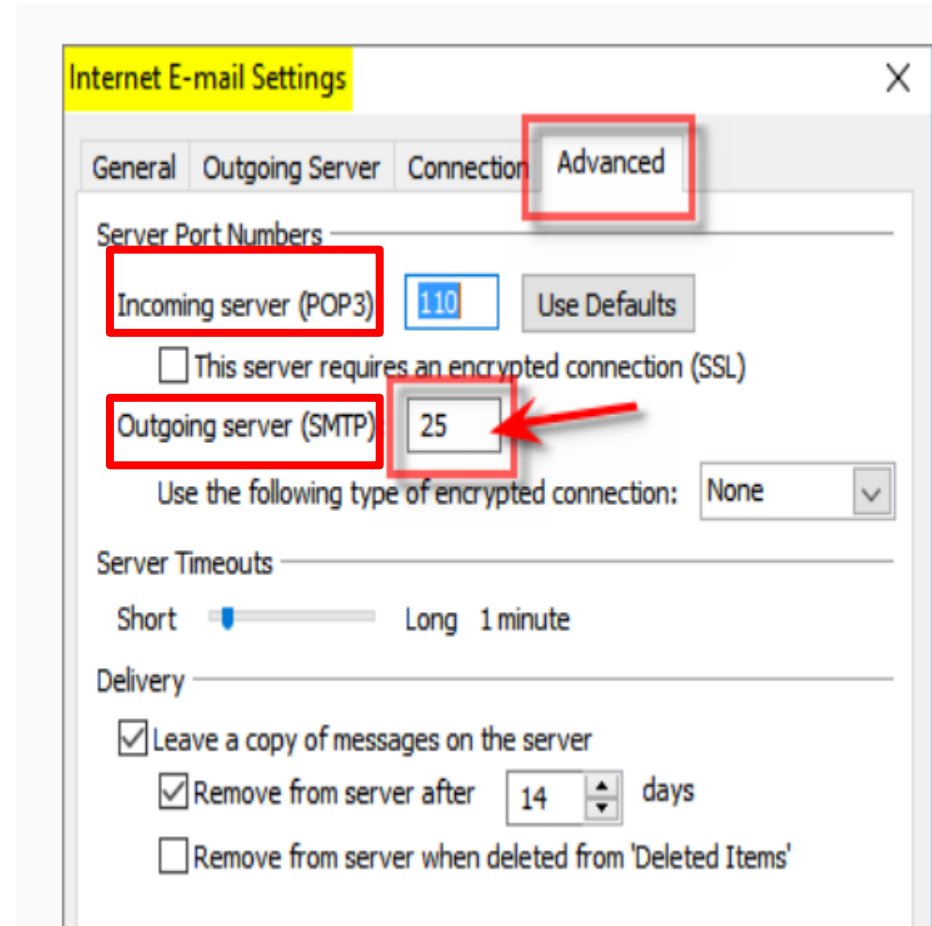 Internet E-mail Settings
General Outgoing Server Connection Advanced
Server Port Numbers
Incoming server (POP3) 110 Use Defaults
This server requires an encrypted connection (SSL)
Outgoing server (SMTP) 25
Use the following type of encrypted connection: None
Server Timeouts
Short Long 1 minute
Delivery
Leave a copy of messages on the server
Remove from server after 14 days
Remove from server when deleted from 'Deleted Items'